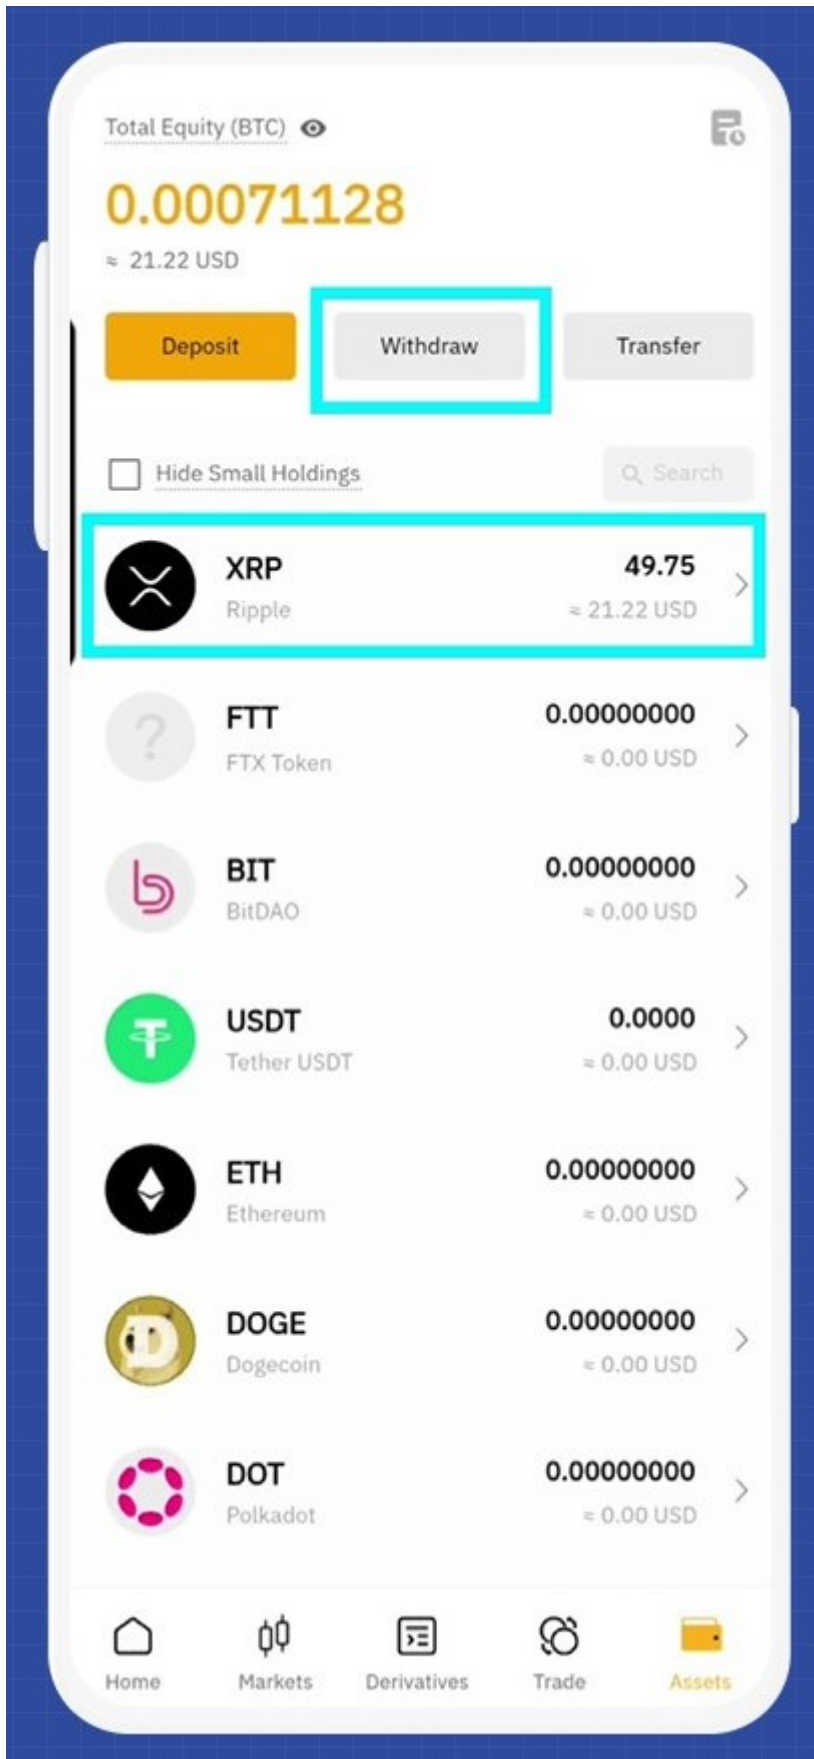 Total Equity (BTC)
0.00071128
≈ 21.22 USD
Deposit Withdraw Transfer
Hide Small Holdings Search
XRP 49.75
Ripple ≈ 21.22 USD
?
FTT 0.00000000
FTX Token ≈ 0.00 USD
BIT 0.00000000
BitDAO ≈ 0.00 USD
USDT 0.0000
Tether USDT ≈ 0.00 USD
ETH 0.00000000
Ethereum ≈ 0.00 USD
DOGE 0.00000000
Dogecoin ≈ 0.00 USD
DOT 0.00000000
Polkadot ≈ 0.00 USD
Home Markets Derivatives Trade Assets